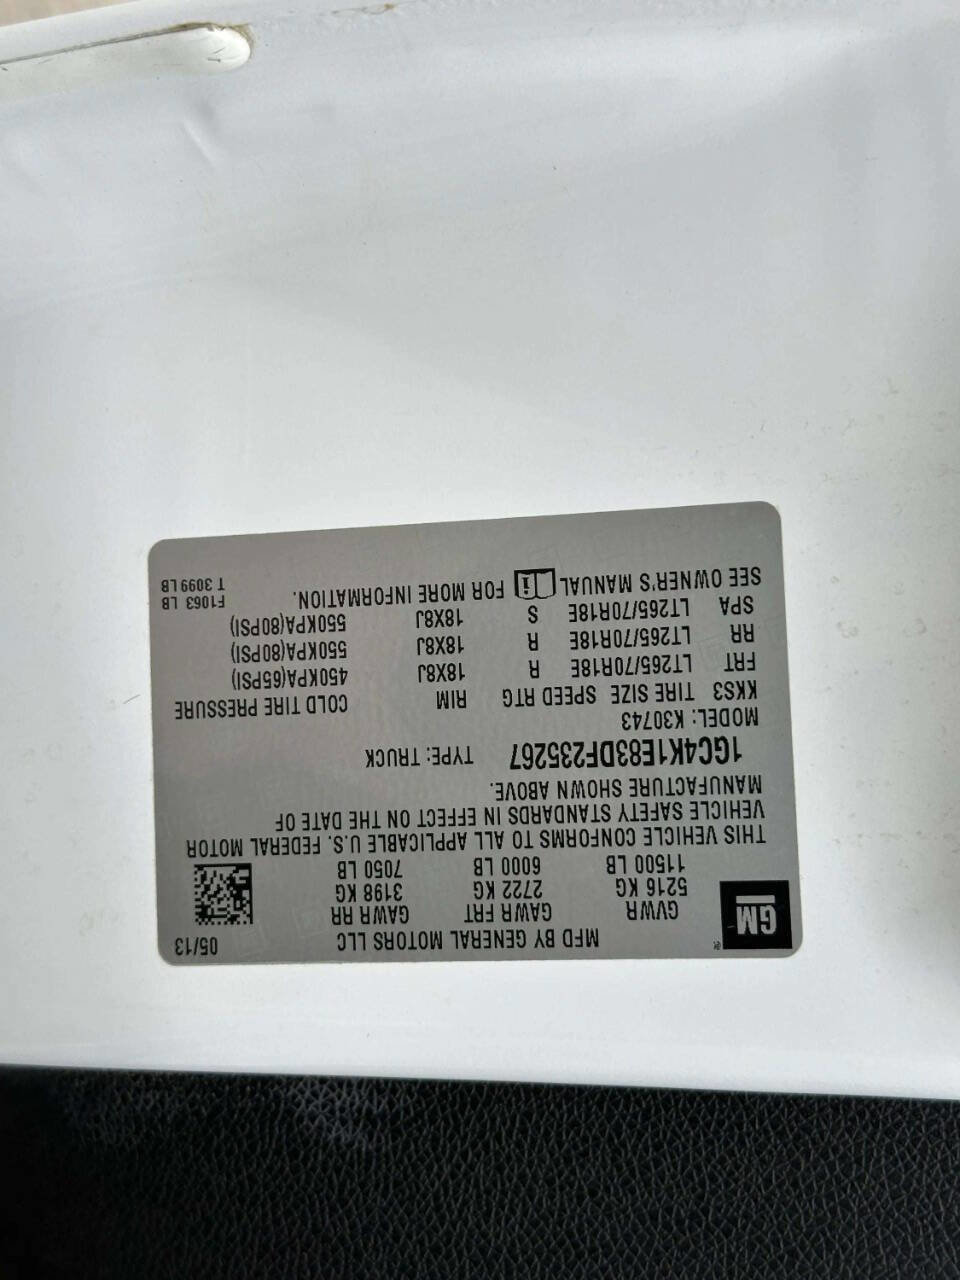 MFD BY GENERAL MOTORS LLC 05/13
GM
GVWR GAWR FRT GAWR RR
5216 KG 2722 KG 3198 KG
11500 LB 6000 LB 7050 LB
THIS VEHICLE CONFORMS TO ALL APPLICABLE U.S. FEDERAL MOTOR
VEHICLE SAFETY STANDARDS IN EFFECT ON THE DATE OF
MANUFACTURE SHOWN ABOVE.
1GC4K1E83DF235267 TYPE: TRUCK
MODEL: K30743
KKS3 TIRE SIZE SPEED RTG RIM COLD TIRE PRESSURE
FRT LT265/70R18E R 18X8J 450KPA(65PSI)
RR LT265/70R18E R 18X8J 550KPA(80PSI)
SPA LT265/70R18E S 18X8J 550KPA(80PSI)
SEE OWNER'S MANUAL i FOR MORE INFORMATION.
F1063 LB
T 3099 LB